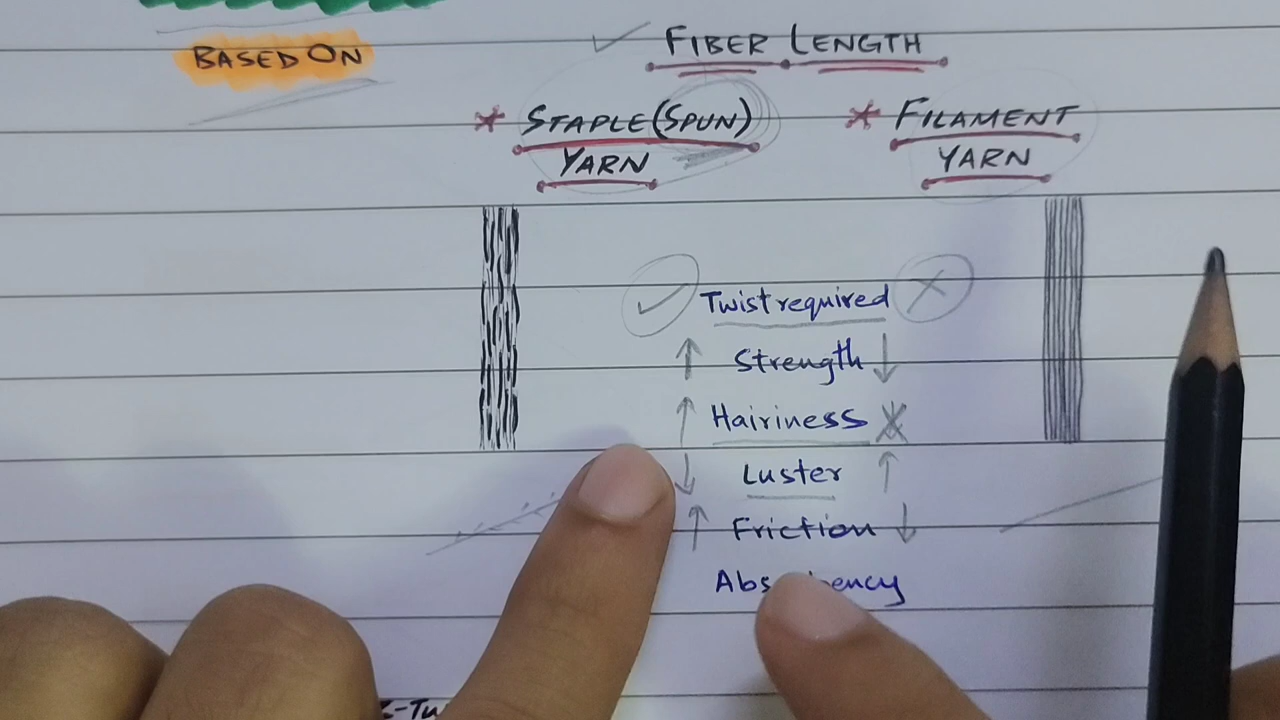 BASED ON
FIBER LENGTH
* STAPLE (SPUN) YARN
* FILAMENT YARN
✓ Twist required ✗
↑ Strength ↓
↑ Hairiness ✗
↓ Luster ↑
↑ Friction ↓